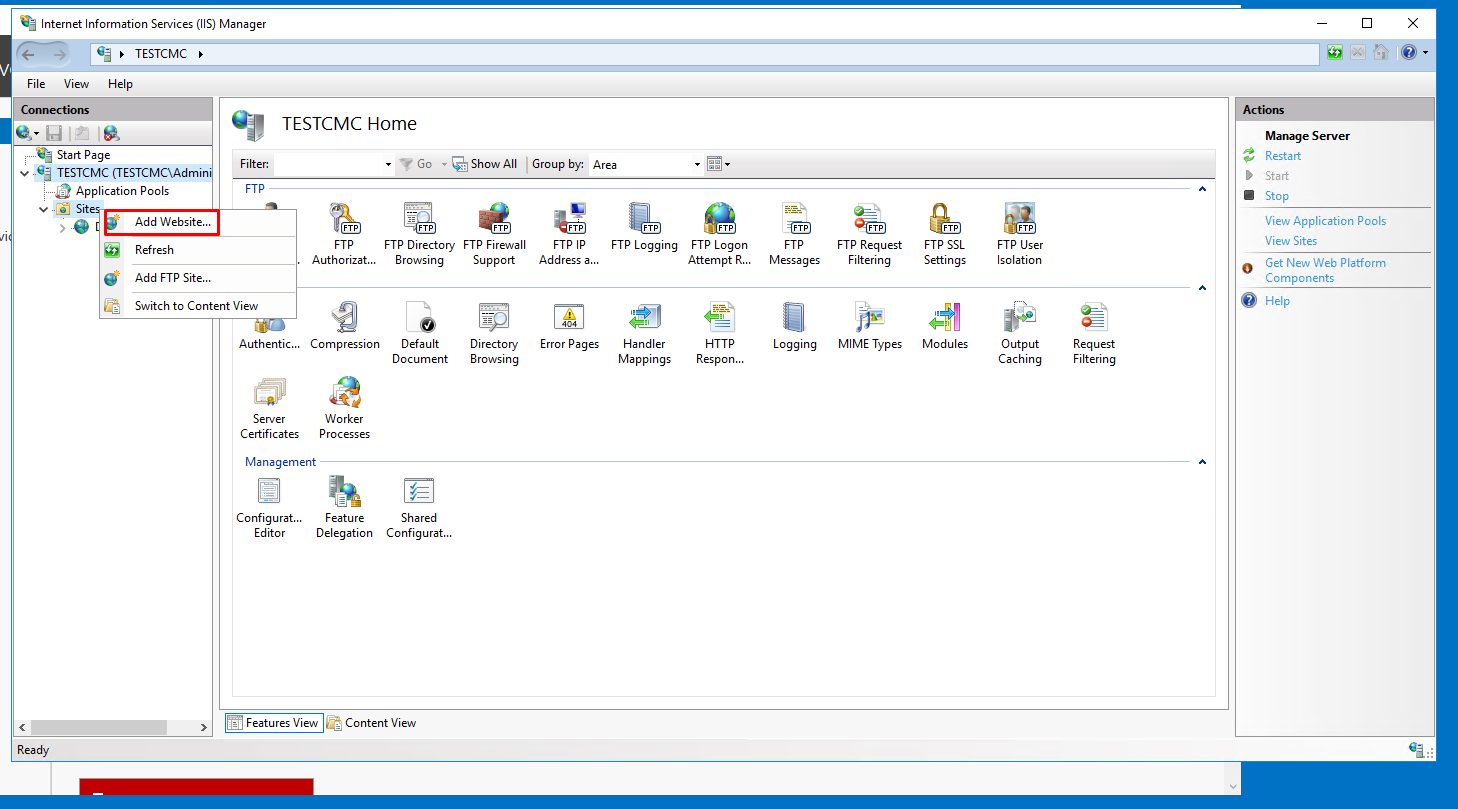 Internet Information Services (IIS) Manager
TESTCMC
File View Help
Connections
Start Page
TESTCMC (TESTCMC\Admini
Application Pools
Sites
Add Website...
Refresh
Add FTP Site...
Switch to Content View
TESTCMC Home
Filter: Go Show All Group by: Area
FTP
FTP Authorizat...
FTP Directory Browsing
FTP Firewall Support
FTP IP Address a...
FTP Logging
FTP Logon Attempt R...
FTP Messages
FTP Request Filtering
FTP SSL Settings
FTP User Isolation
Authentic...
Compression
Default Document
Directory Browsing
Error Pages
Handler Mappings
HTTP Respon...
Logging
MIME Types
Modules
Output Caching
Request Filtering
Server Certificates
Worker Processes
Management
Configurat... Editor
Feature Delegation
Shared Configurat...
Features View Content View
Actions
Manage Server
Restart
Start
Stop
View Application Pools
View Sites
Get New Web Platform
Components
Help
Ready